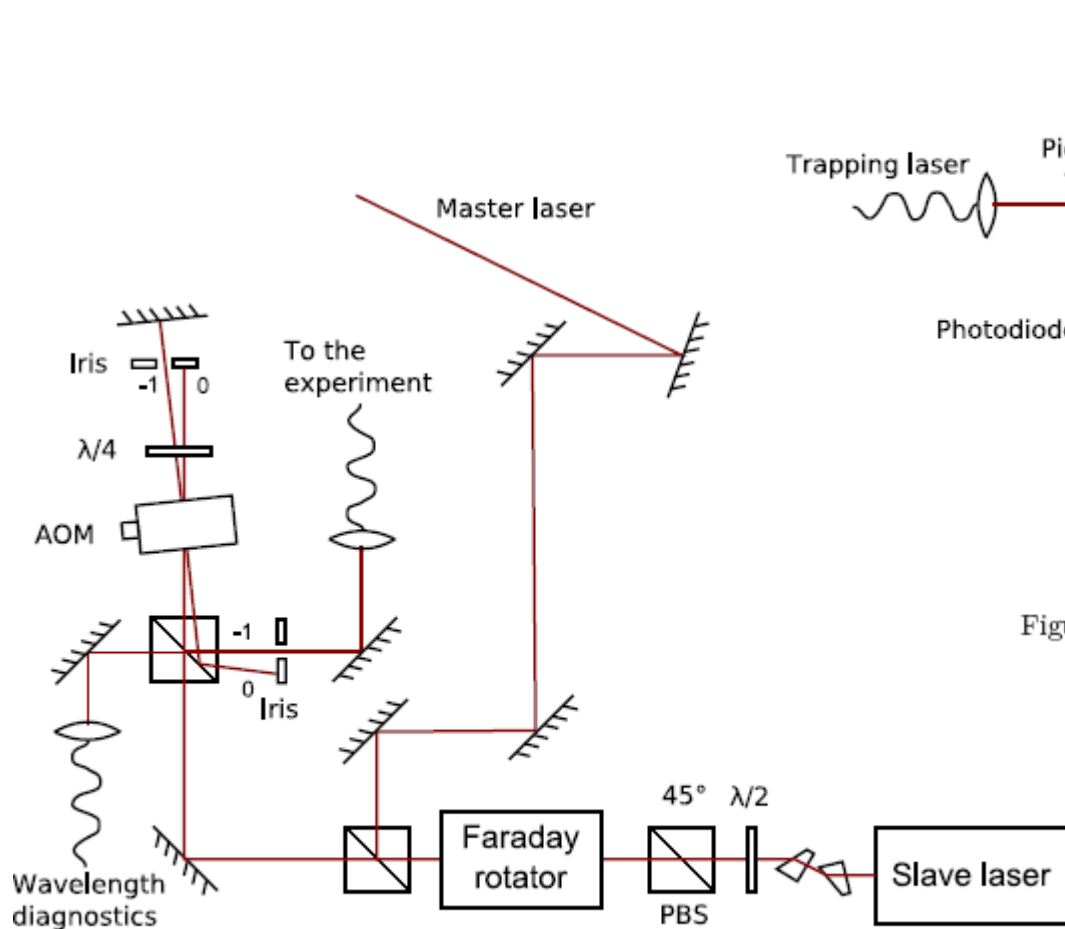 Trapping laser
Master laser
Photodiode
To the
experiment
Iris
-1
0
λ/4
AOM
-1
0
Iris
45°
λ/2
Faraday
rotator
PBS
Slave laser
Wavelength
diagnostics